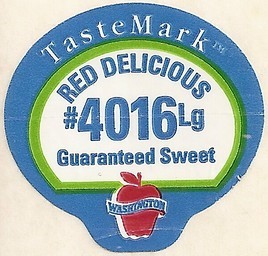 TasteMark™
RED DELICIOUS
#4016Lg
Guaranteed Sweet
WASHINGTON